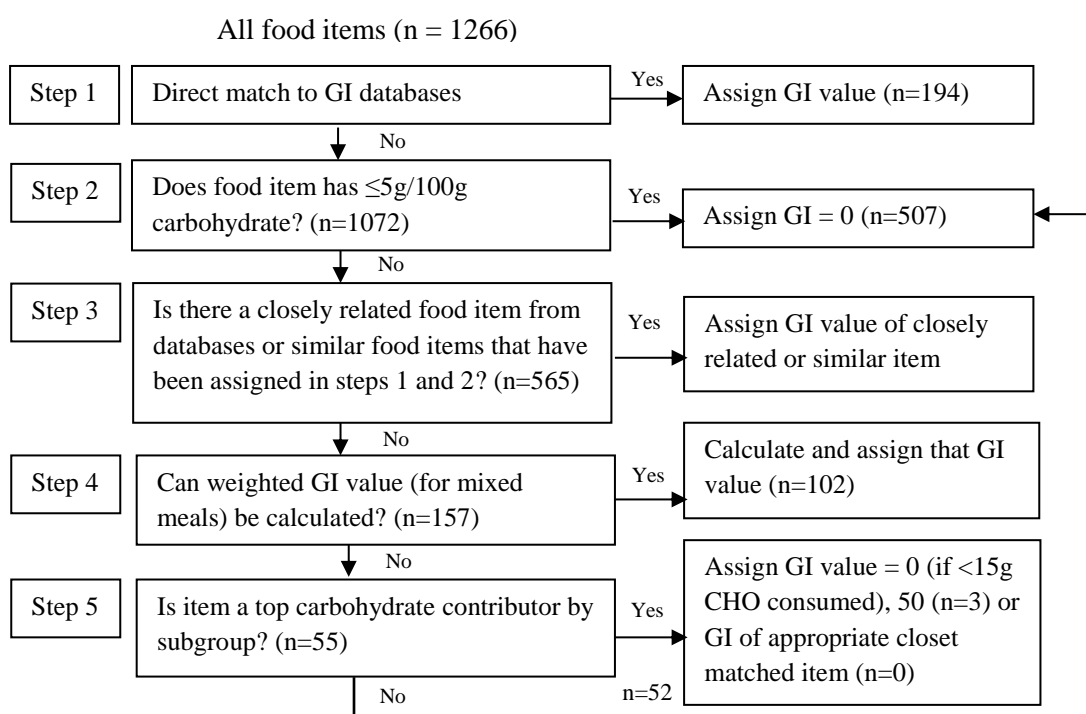 All food items (n = 1266)
Step 1
Direct match to GI databases
Yes
Assign GI value (n=194)
No
Step 2
Does food item has ≤5g/100g
carbohydrate? (n=1072)
Yes
Assign GI = 0 (n=507)
No
Step 3
Is there a closely related food item from
databases or similar food items that have
been assigned in steps 1 and 2? (n=565)
Yes
Assign GI value of closely
related or similar item
No
Step 4
Can weighted GI value (for mixed
meals) be calculated? (n=157)
Yes
Calculate and assign that GI
value (n=102)
No
Step 5
Is item a top carbohydrate contributor by
subgroup? (n=55)
Yes
Assign GI value = 0 (if <15g
CHO consumed), 50 (n=3) or
GI of appropriate closet
matched item (n=0)
No
n=52